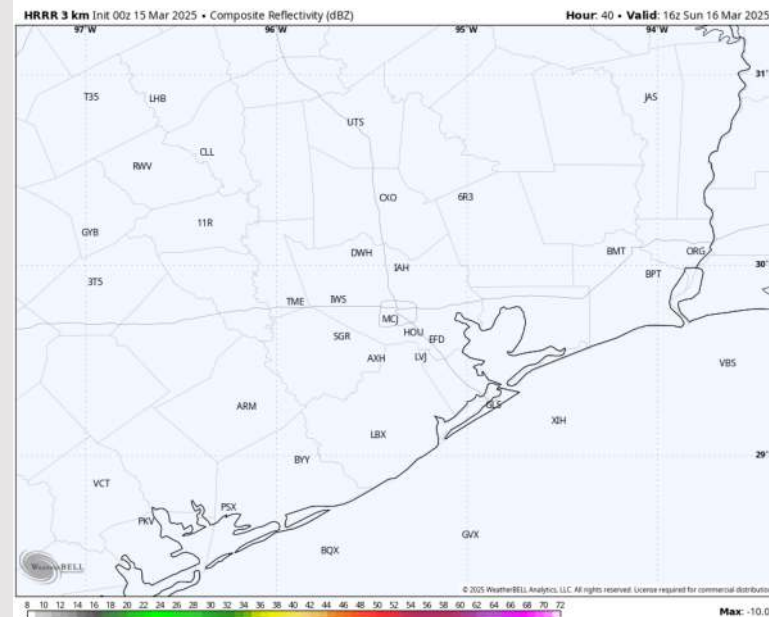 HRRR 3 km Init 00z 15 Mar 2025 • Composite Reflectivity (dBZ) Hour: 40 • Valid: 16z Sun 16 Mar 2025
97°W 96°W 95°W 94°W
31°
T35 LHB JAS
UTS
CLL
RWV
CXO 6R3
11R
GYB
DWH BMT ORG
30°
IAH
BPT
3T5
TME IWS
MCJ
SGR HOU EFD
AXH LVJ
VBS
ARM GLS
XIH
LBX
29°
BYY
VCT
PSX
PKV
GVX
BQX
WeatherBELL
© 2025 WeatherBELL Analytics, LLC. All rights reserved. License required for commercial distribution
8 10 12 14 16 18 20 22 24 26 28 30 32 34 36 38 40 42 44 46 48 50 52 54 56 58 60 62 64 66 68 70 72
Max: -10.0